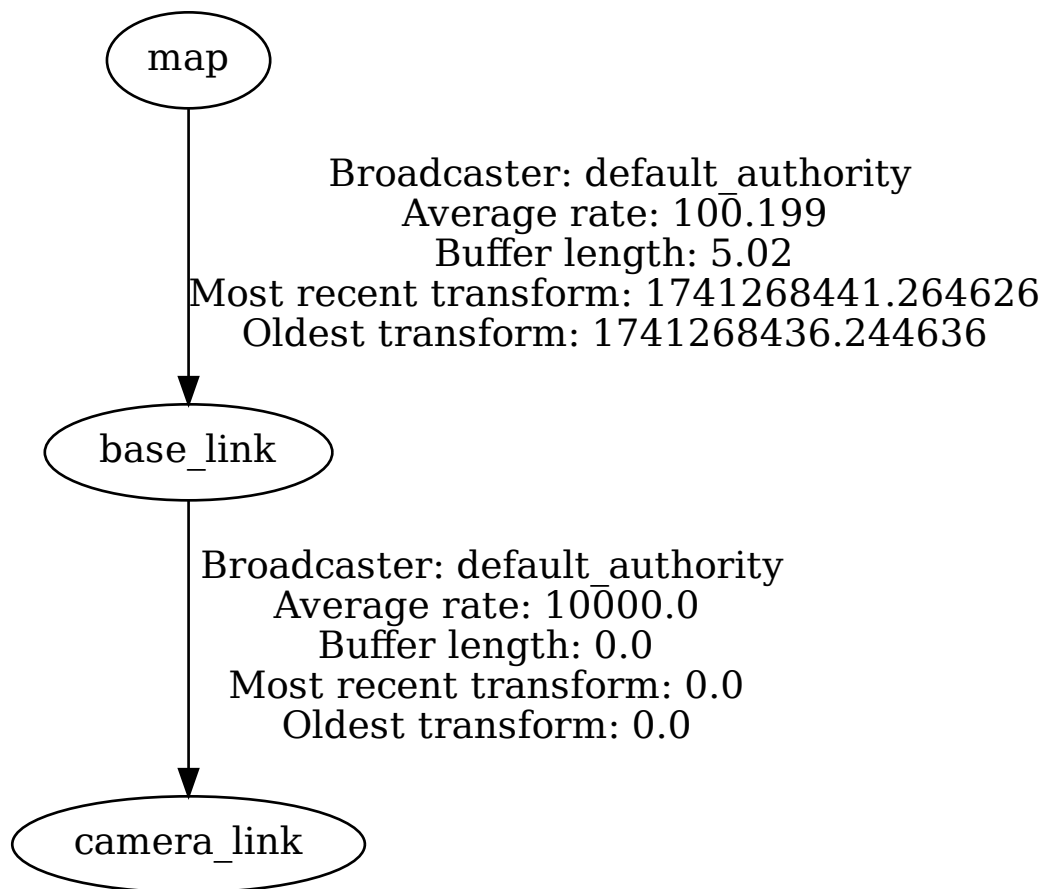 map
Broadcaster: default_authority
Average rate: 100.199
Buffer length: 5.02
Most recent transform: 1741268441.264626
Oldest transform: 1741268436.244636
base_link
Broadcaster: default_authority
Average rate: 10000.0
Buffer length: 0.0
Most recent transform: 0.0
Oldest transform: 0.0
camera_link